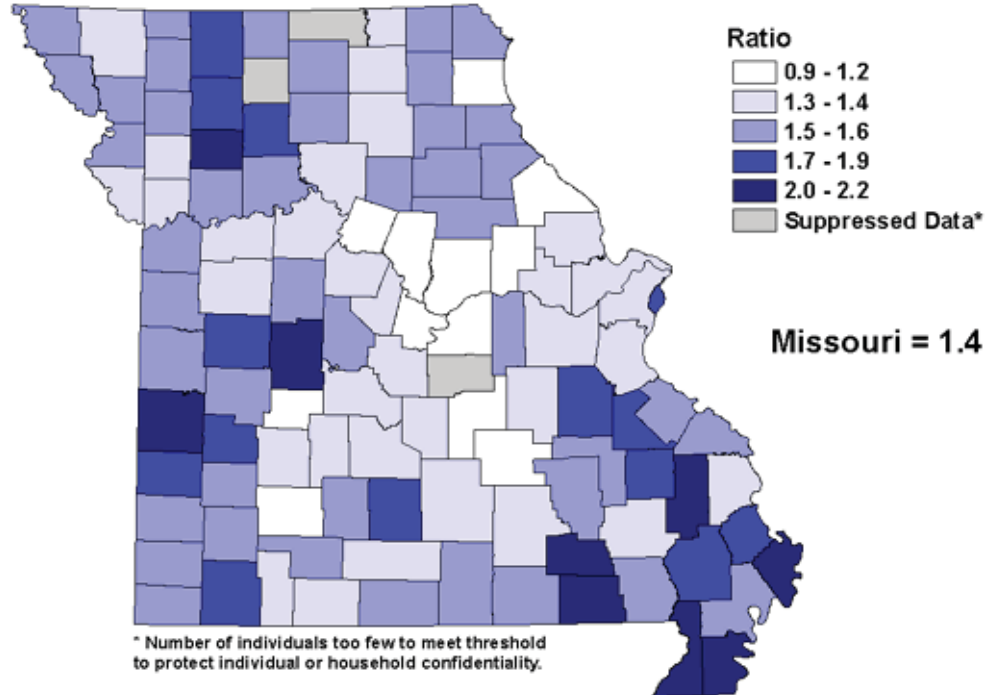 Ratio
0.9 - 1.2
1.3 - 1.4
1.5 - 1.6
1.7 - 1.9
2.0 - 2.2
Suppressed Data*
Missouri = 1.4
* Number of individuals too few to meet threshold
to protect individual or household confidentiality.